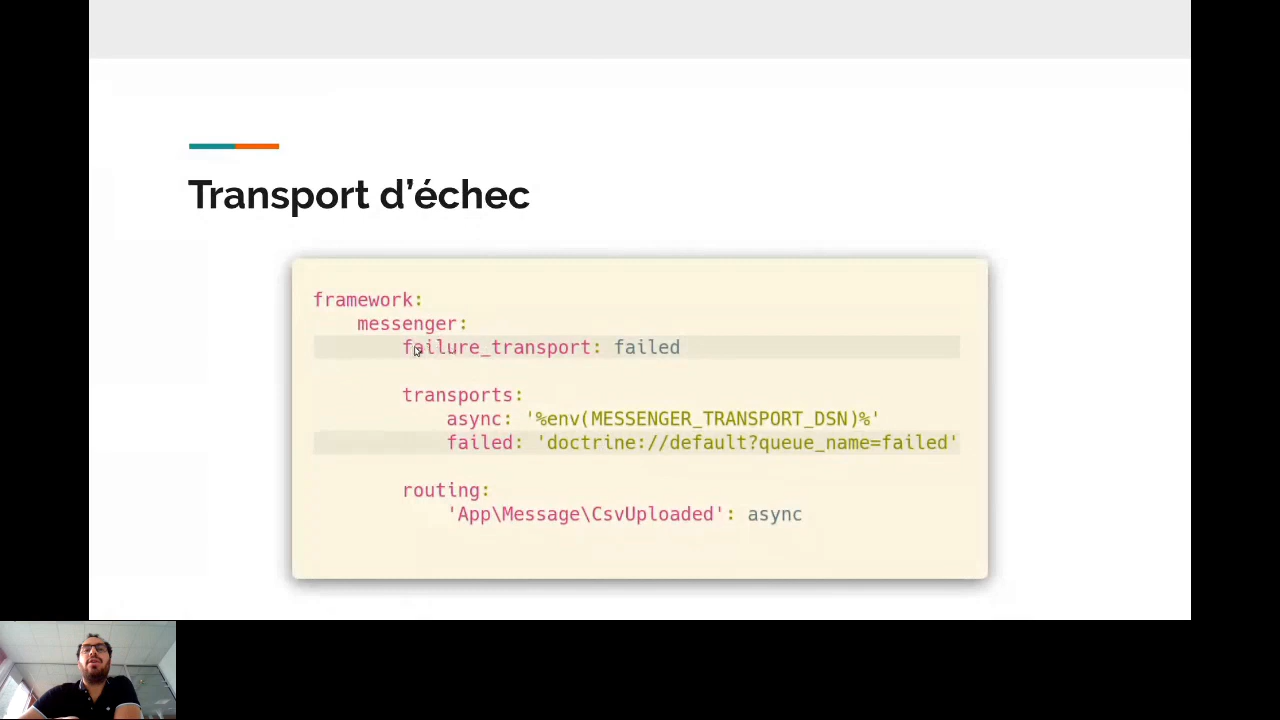 Transport d’échec
framework:
messenger:
failure_transport: failed
transports:
async: '%env(MESSENGER_TRANSPORT_DSN)%'
failed: 'doctrine://default?queue_name=failed'
routing:
'App\Message\CsvUploaded': async